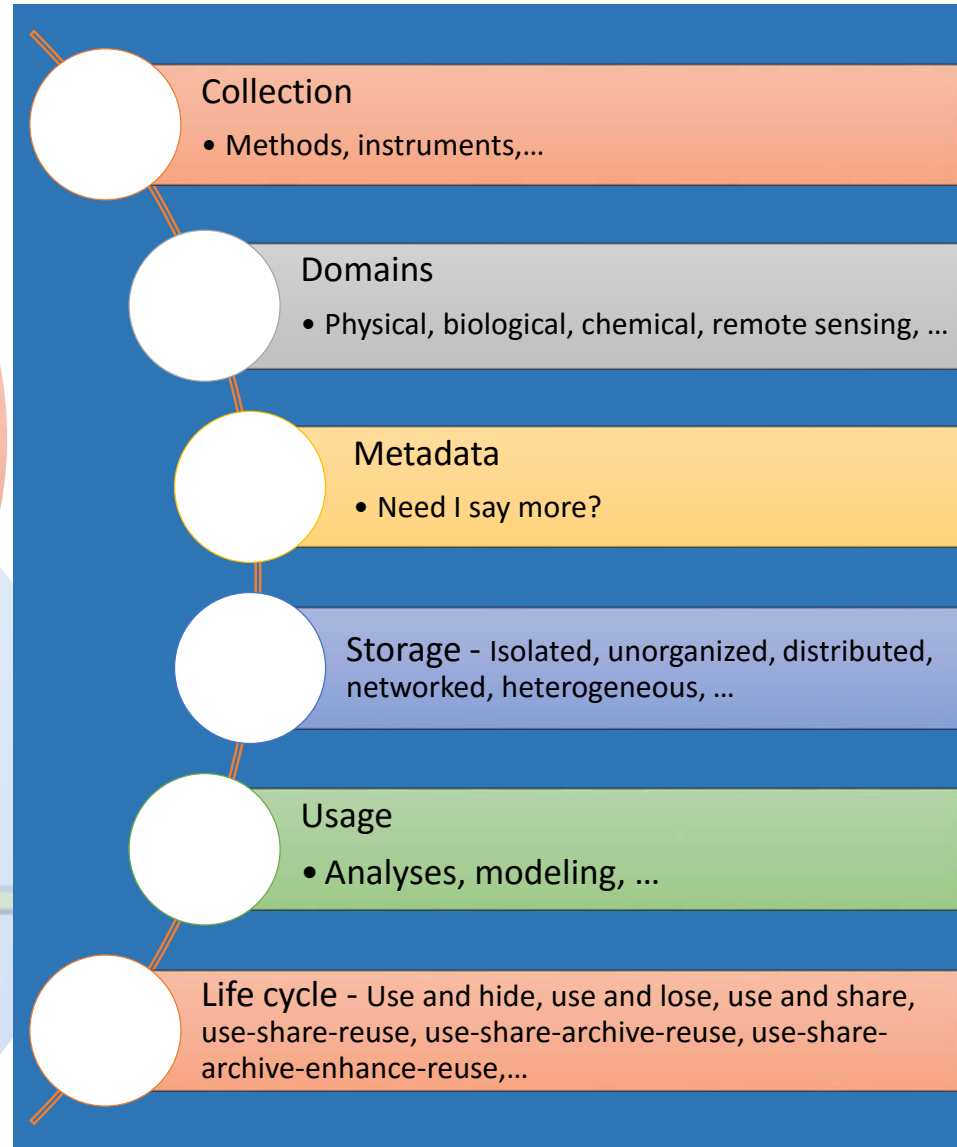 Collection
• Methods, instruments,...
Domains
• Physical, biological, chemical, remote sensing, ...
Metadata
• Need I say more?
Storage - Isolated, unorganized, distributed,
networked, heterogeneous, ...
Usage
• Analyses, modeling, ...
Life cycle - Use and hide, use and lose, use and share,
use-share-reuse, use-share-archive-reuse, use-share-
archive-enhance-reuse,...